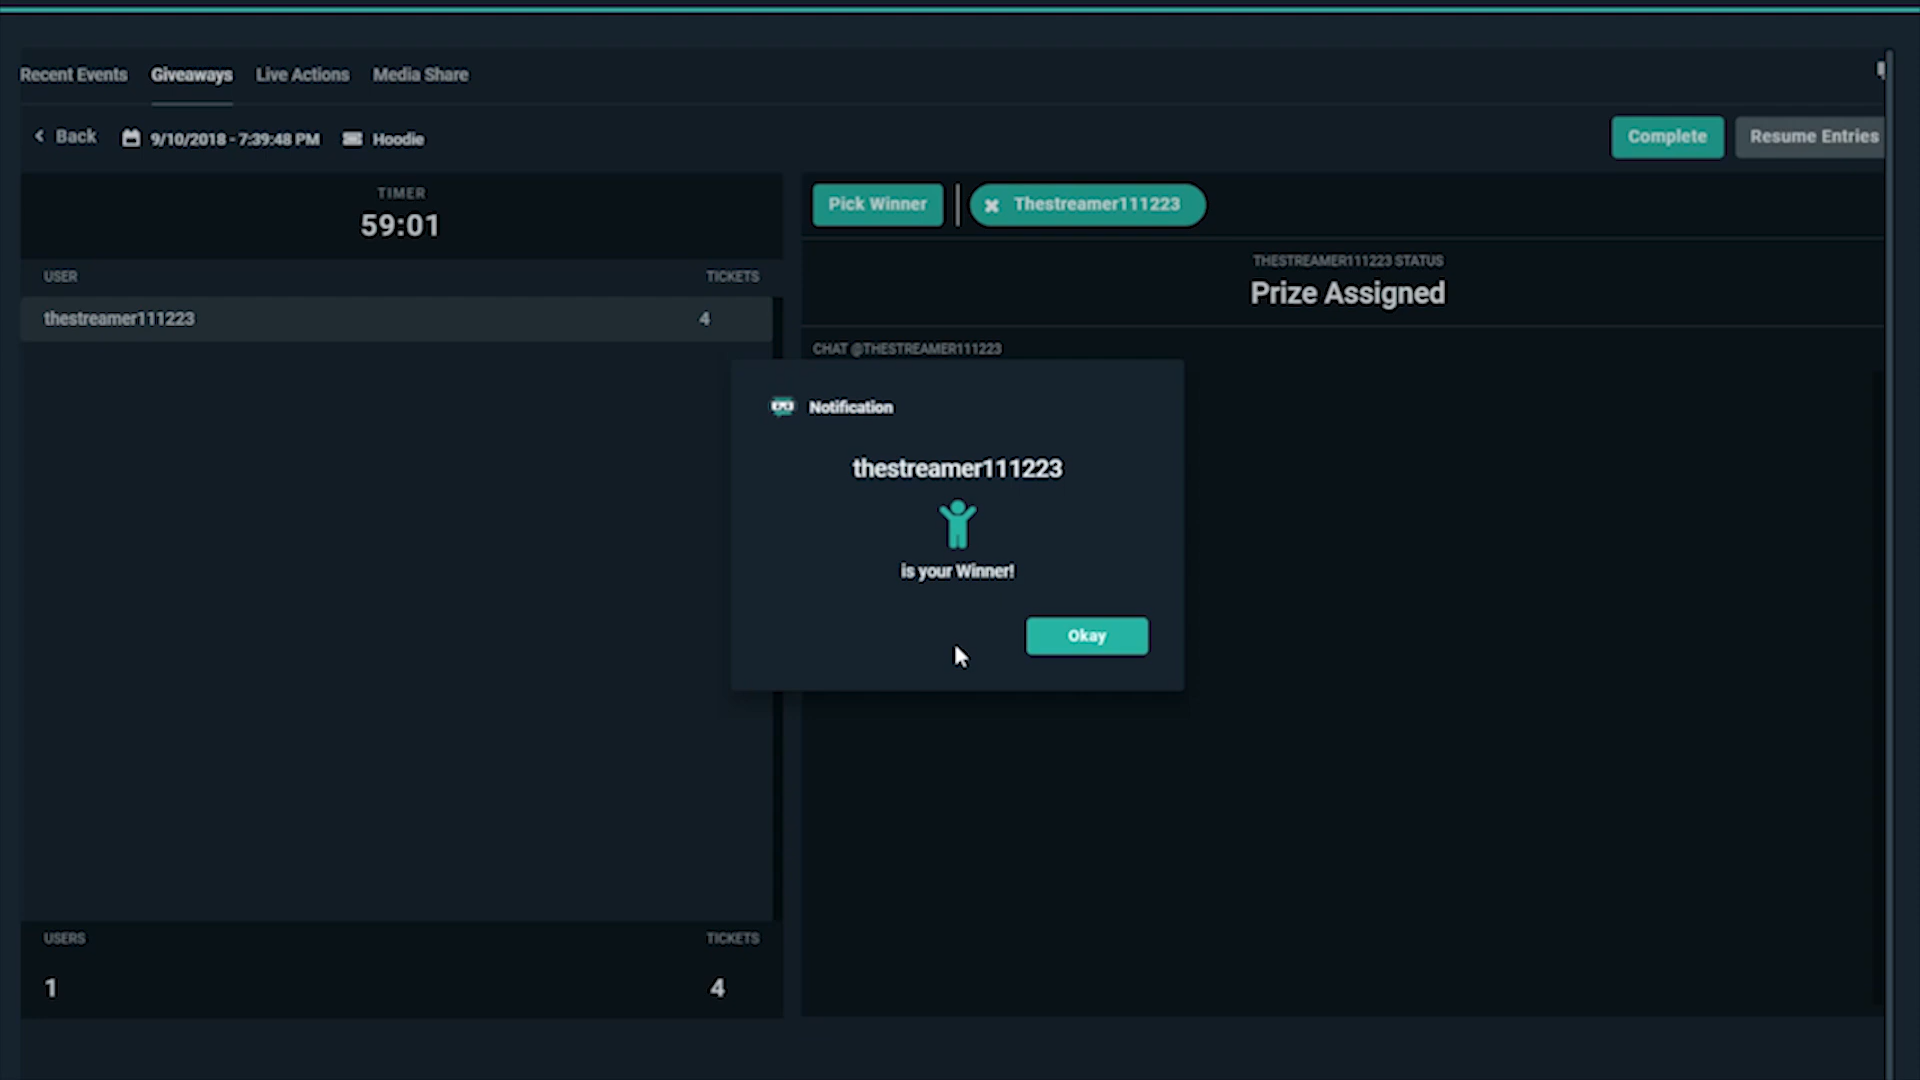 Recent Events Giveaways Live Actions Media Share
Back 9/10/2018 - 7:39:48 PM Hoodie Complete Resume Entries
TIMER
59:01
USER TICKETS
thestreamer111223 4
USERS TICKETS
1 4
Pick Winner Thestreamer111223
THESTREAMER111223 STATUS
Prize Assigned
CHAT @THESTREAMER111223
Notification
thestreamer111223
is your Winner!
Okay